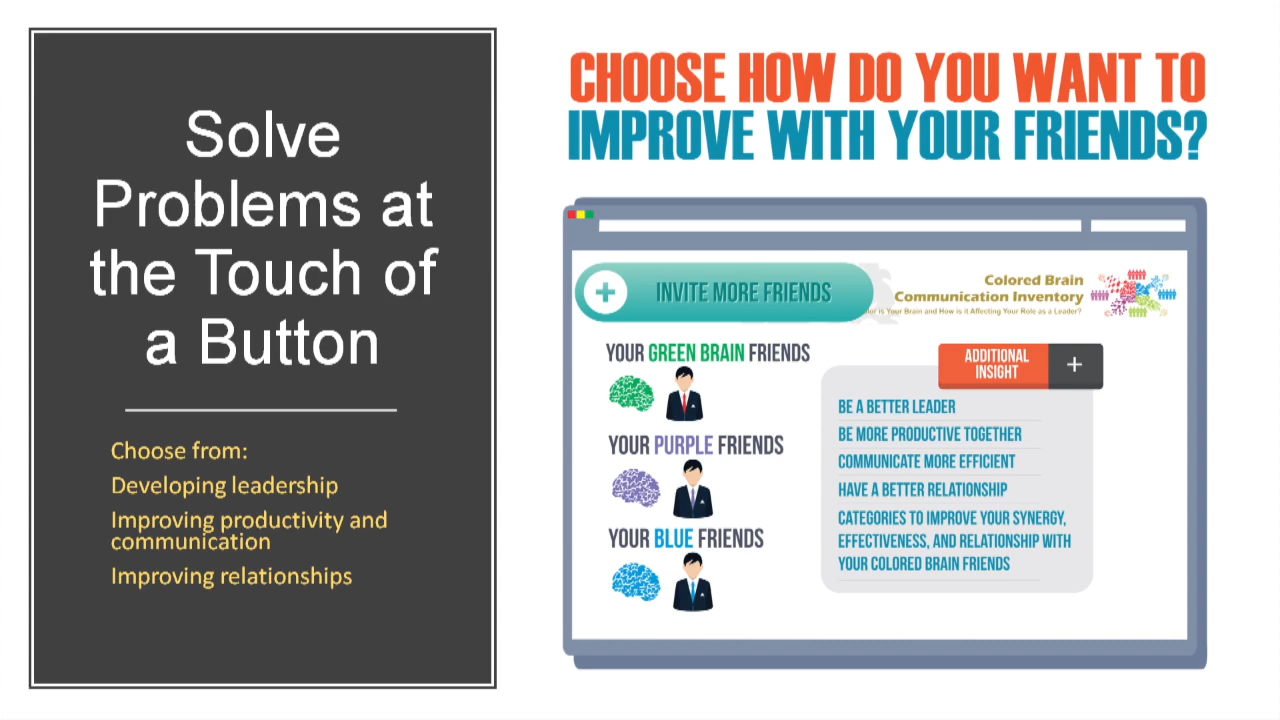 Solve
Problems at
the Touch of
a Button
Choose from:
Developing leadership
Improving productivity and
communication
Improving relationships
CHOOSE HOW DO YOU WANT TO
IMPROVE WITH YOUR FRIENDS?
INVITE MORE FRIENDS
Colored Brain
Communication Inventory
is Your Brain and How is it Affecting Your Role as a Leader?
YOUR GREEN BRAIN FRIENDS
YOUR PURPLE FRIENDS
YOUR BLUE FRIENDS
ADDITIONAL
INSIGHT
BE A BETTER LEADER
BE MORE PRODUCTIVE TOGETHER
COMMUNICATE MORE EFFICIENT
HAVE A BETTER RELATIONSHIP
CATEGORIES TO IMPROVE YOUR SYNERGY,
EFFECTIVENESS, AND RELATIONSHIP WITH
YOUR COLORED BRAIN FRIENDS